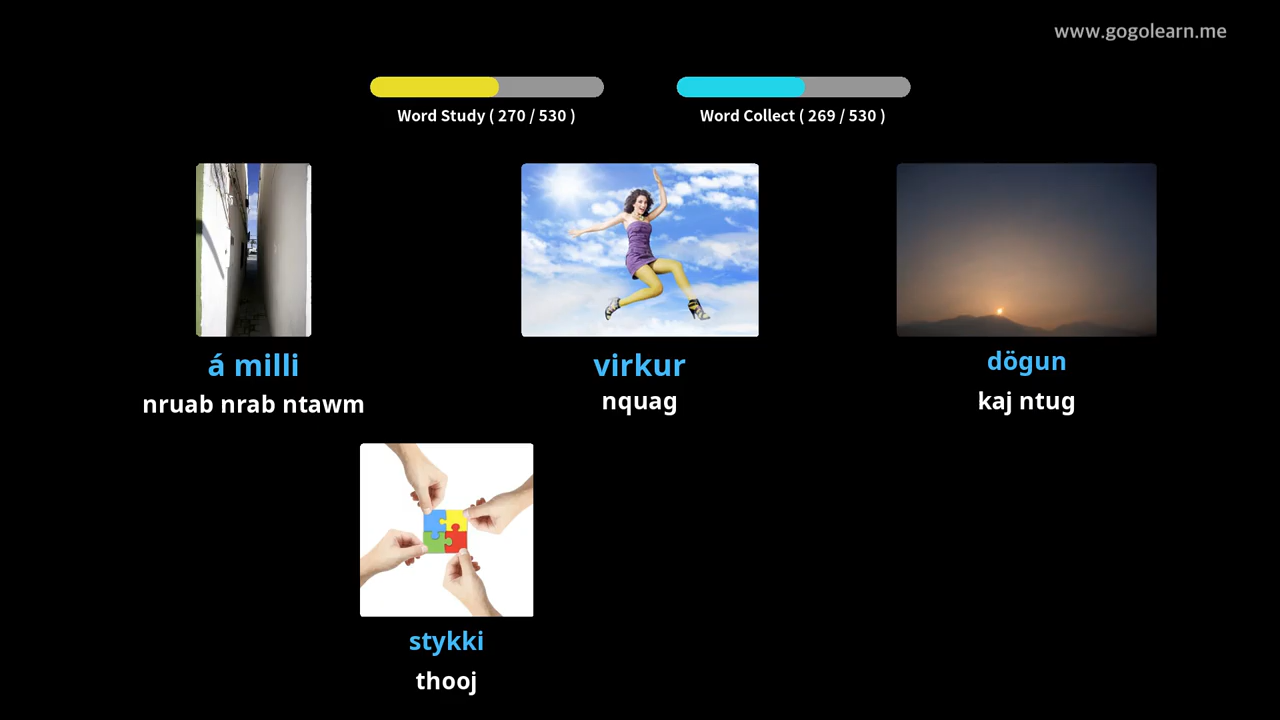 www.gogolearn.me
Word Study ( 270 / 530 )
Word Collect ( 269 / 530 )
á milli
nruab nrab ntawm
virkur
nquag
dögun
kaj ntug
stykki
thooj